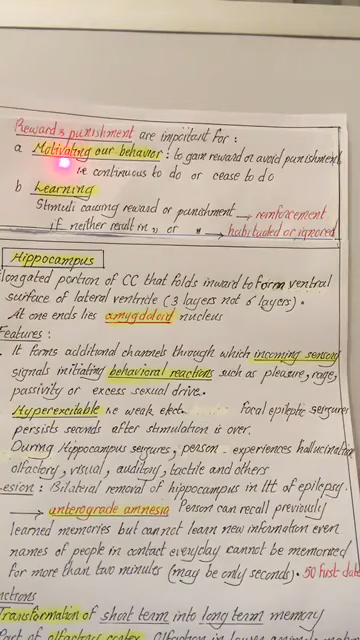 Reward & punishment are important for :
a Motivating our behavior : to gain reward or avoid punishment
i.e continuous to do or cease to do
b Learning
Stimuli causing reward or punishment → reinforcement
if neither result in ,, or " → habituated or ignored
Hippocampus
Elongated portion of CC that folds inward to form ventral
surface of lateral ventricle (3 layers not 6 layers).
At one end lies amygdaloid nucleus
Features :
. It forms additional channels through which incoming sensory
signals initiating behavioral reactions such as pleasure, rage,
passivity or excess sexual drive.
. Hyperexcitable i.e weak elect. focal epileptic seizures
persists seconds after stimulation is over.
During Hippocampus seizures, person experiences hallucination
olfactory, visual, auditory, tactile and others
Lesion : Bilateral removal of hippocampus in ttt of epilepsy
→ anterograde amnesia Person can recall previously
learned memories but cannot learn new information even
names of people in contact everyday cannot be memorized
for more than two minutes (may be only seconds). 50 first date
nctions
Transformation of short term into long term memory
Part of olfactory cortex